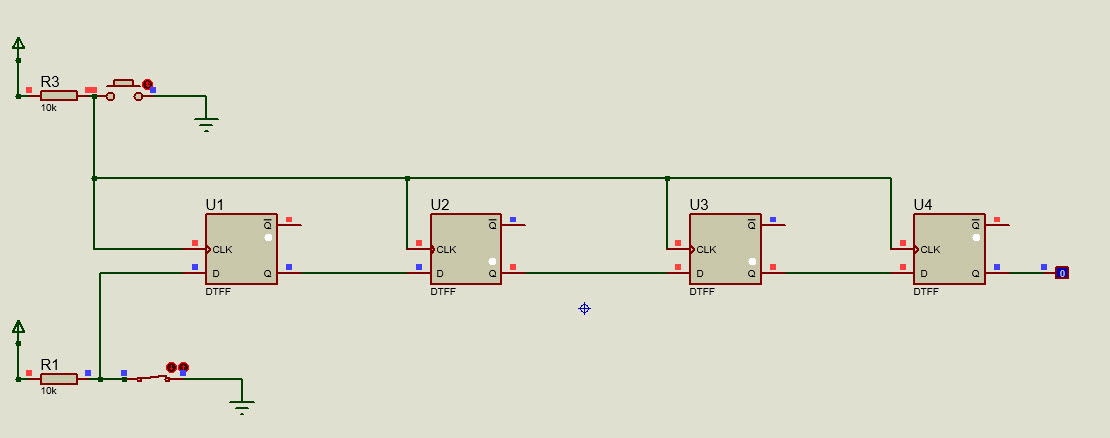 R3
10k
U1
U2
U3
U4
Q
Q
Q
Q
CLK
CLK
CLK
CLK
D
Q
D
Q
D
Q
D
Q
0
DTFF
DTFF
DTFF
DTFF
R1
10k